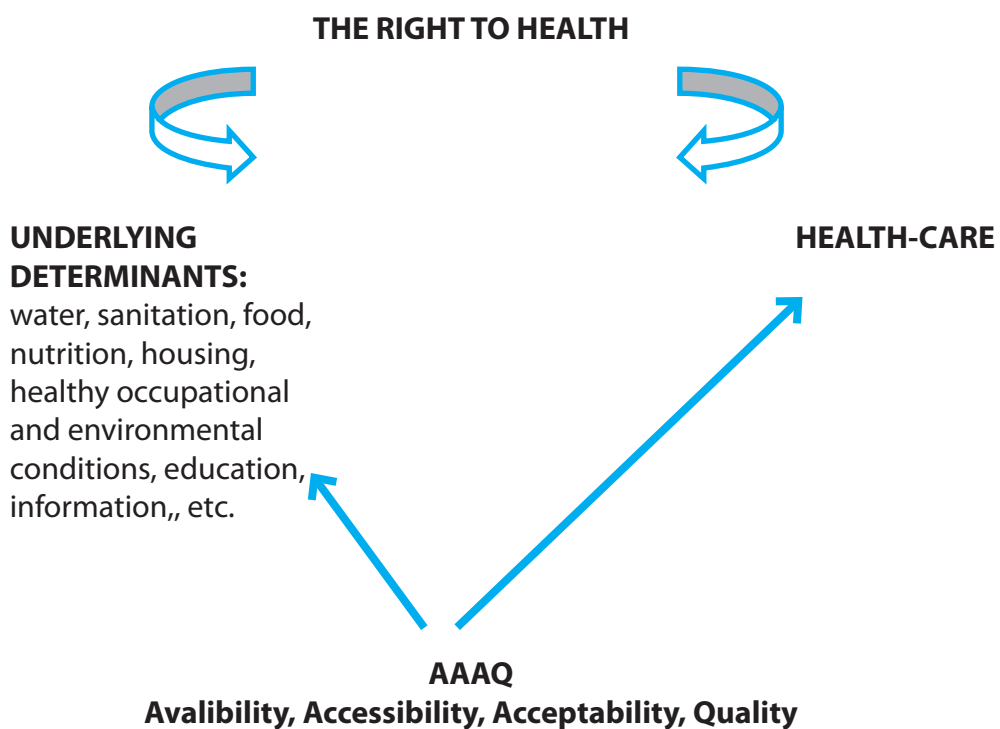 THE RIGHT TO HEALTH
UNDERLYING
DETERMINANTS:
water, sanitation, food,
nutrition, housing,
healthy occupational
and environmental
conditions, education,
information,, etc.
HEALTH-CARE
AAAQ
Avalibility, Accessibility, Acceptability, Quality